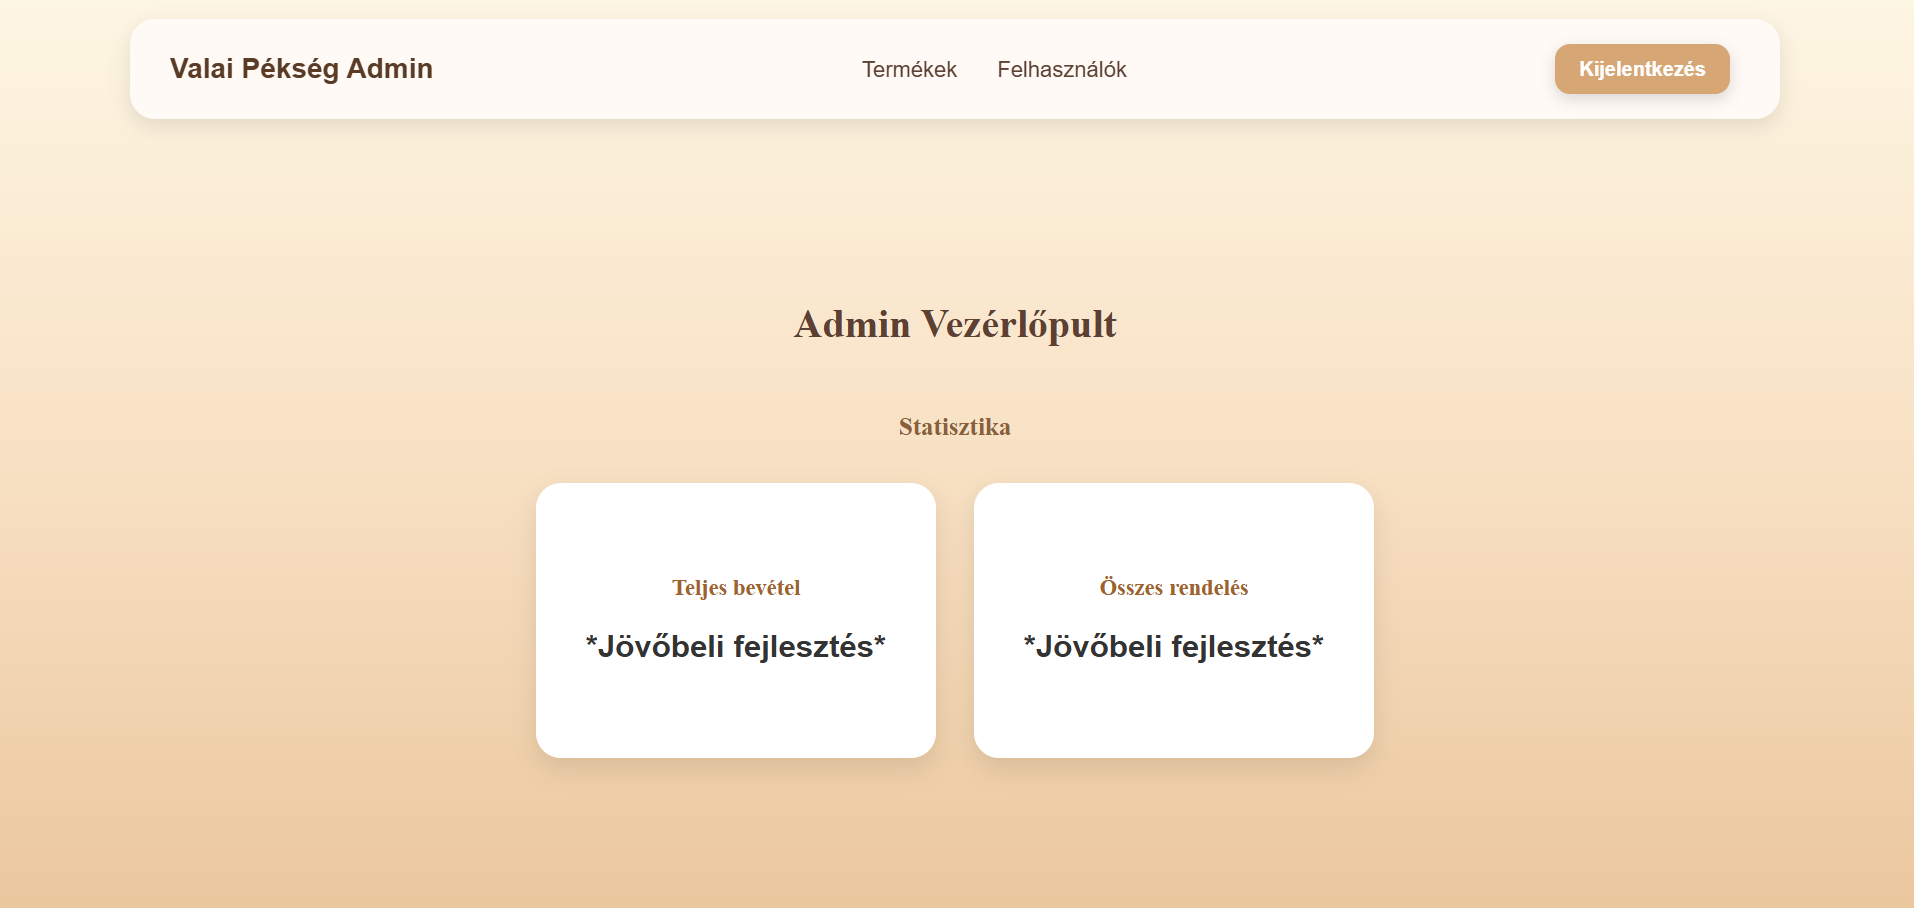 Valai Pékség Admin
Termékek
Felhasználók
Kijelentkezés
Admin Vezérlőpult
Statisztika
Teljes bevétel
*Jövőbeli fejlesztés*
Összes rendelés
*Jövőbeli fejlesztés*